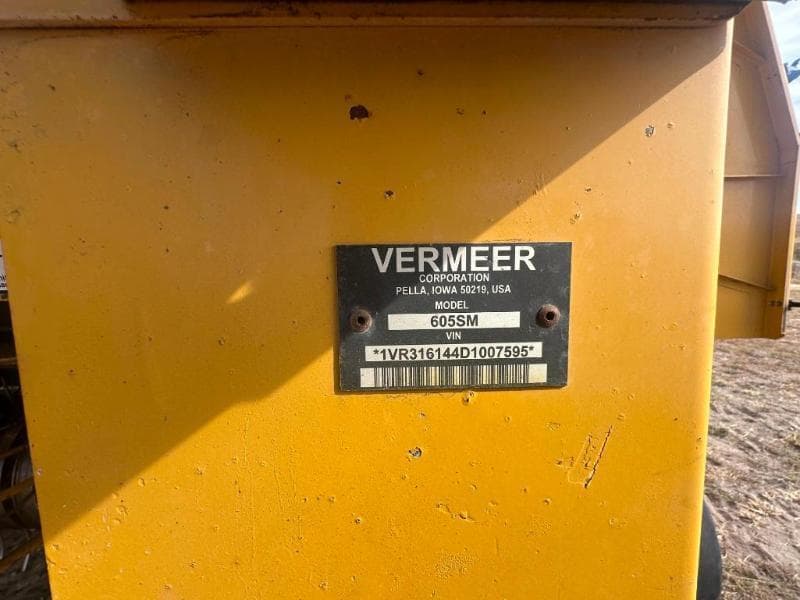 VERMEER
CORPORATION
PELLA, IOWA 50219, USA
MODEL
605SM
VIN
*1VR316144D1007595*